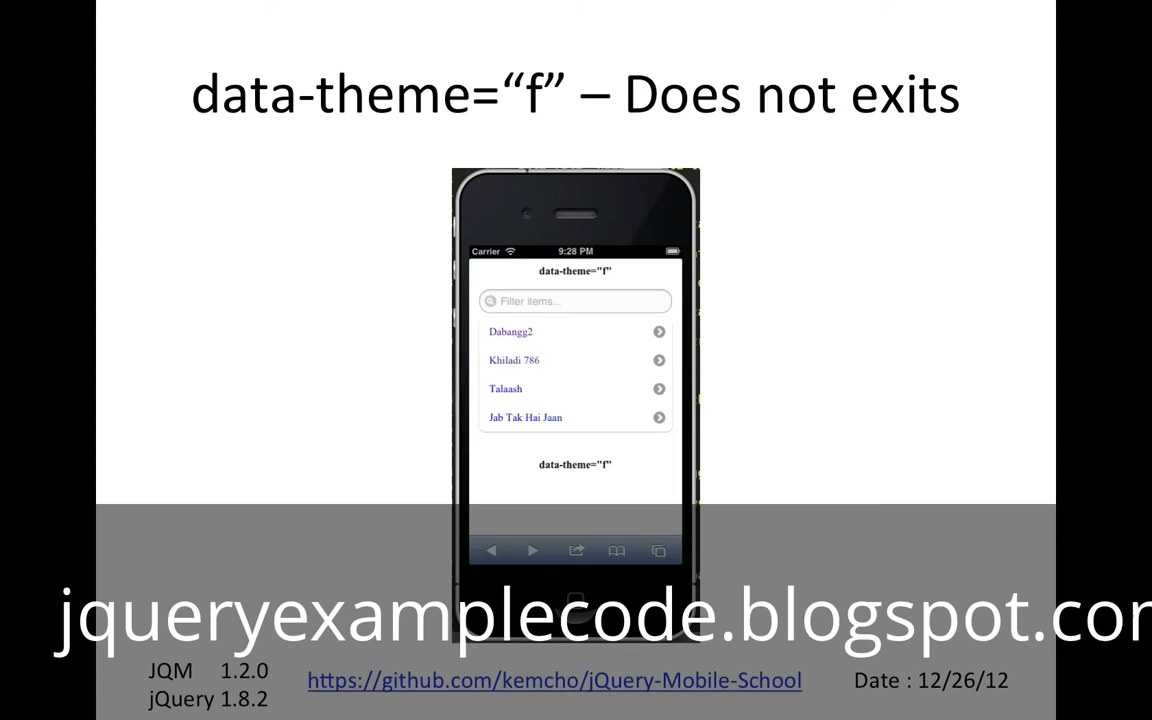 data-theme=“f” – Does not exits
Carrier 9:28 PM
data-theme="f"
Filter items...
Dabangg2
Khiladi 786
Talaash
Jab Tak Hai Jaan
data-theme="f"
jqueryexamplecode.blogspot.com
JQM 1.2.0
jQuery 1.8.2
https://github.com/kemcho/jQuery-Mobile-School
Date : 12/26/12